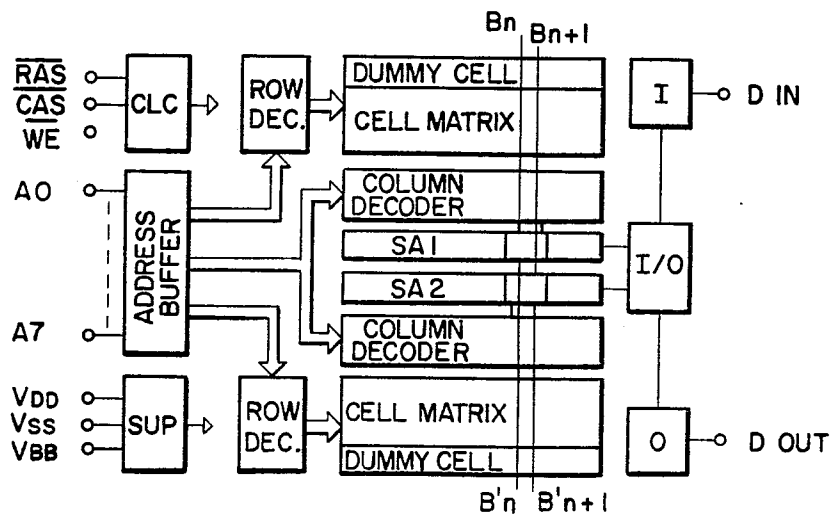 Bn Bn+1
RAS
CAS
WE
CLC
ROW
DEC.
DUMMY CELL
CELL MATRIX
I
D IN
A0
A7
ADDRESS
BUFFER
COLUMN
DECODER
SA1
SA2
I/O
COLUMN
DECODER
VDD
VSS
VBB
SUP
ROW
DEC.
CELL MATRIX
DUMMY CELL
O
D OUT
B'n B'n+1